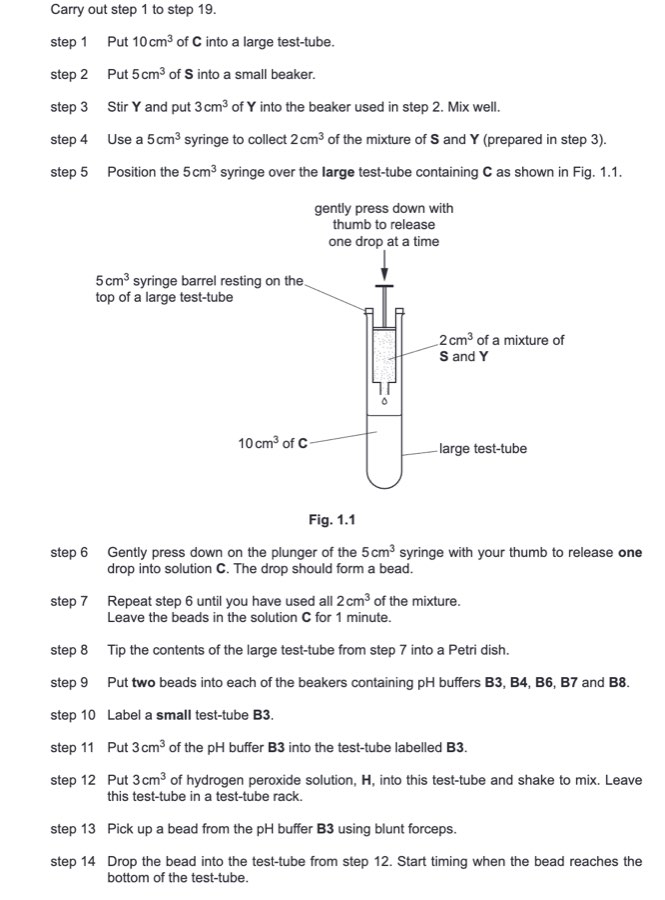 Carry out step 1 to step 19.
step 1 Put 10 cm³ of C into a large test-tube.
step 2 Put 5 cm³ of S into a small beaker.
step 3 Stir Y and put 3 cm³ of Y into the beaker used in step 2. Mix well.
step 4 Use a 5 cm³ syringe to collect 2 cm³ of the mixture of S and Y (prepared in step 3).
step 5 Position the 5 cm³ syringe over the large test-tube containing C as shown in Fig. 1.1.
gently press down with
thumb to release
one drop at a time
5 cm³ syringe barrel resting on the
top of a large test-tube
2 cm³ of a mixture of
S and Y
10 cm³ of C
large test-tube
Fig. 1.1
step 6 Gently press down on the plunger of the 5 cm³ syringe with your thumb to release one
drop into solution C. The drop should form a bead.
step 7 Repeat step 6 until you have used all 2 cm³ of the mixture.
Leave the beads in the solution C for 1 minute.
step 8 Tip the contents of the large test-tube from step 7 into a Petri dish.
step 9 Put two beads into each of the beakers containing pH buffers B3, B4, B6, B7 and B8.
step 10 Label a small test-tube B3.
step 11 Put 3 cm³ of the pH buffer B3 into the test-tube labelled B3.
step 12 Put 3 cm³ of hydrogen peroxide solution, H, into this test-tube and shake to mix. Leave
this test-tube in a test-tube rack.
step 13 Pick up a bead from the pH buffer B3 using blunt forceps.
step 14 Drop the bead into the test-tube from step 12. Start timing when the bead reaches the
bottom of the test-tube.